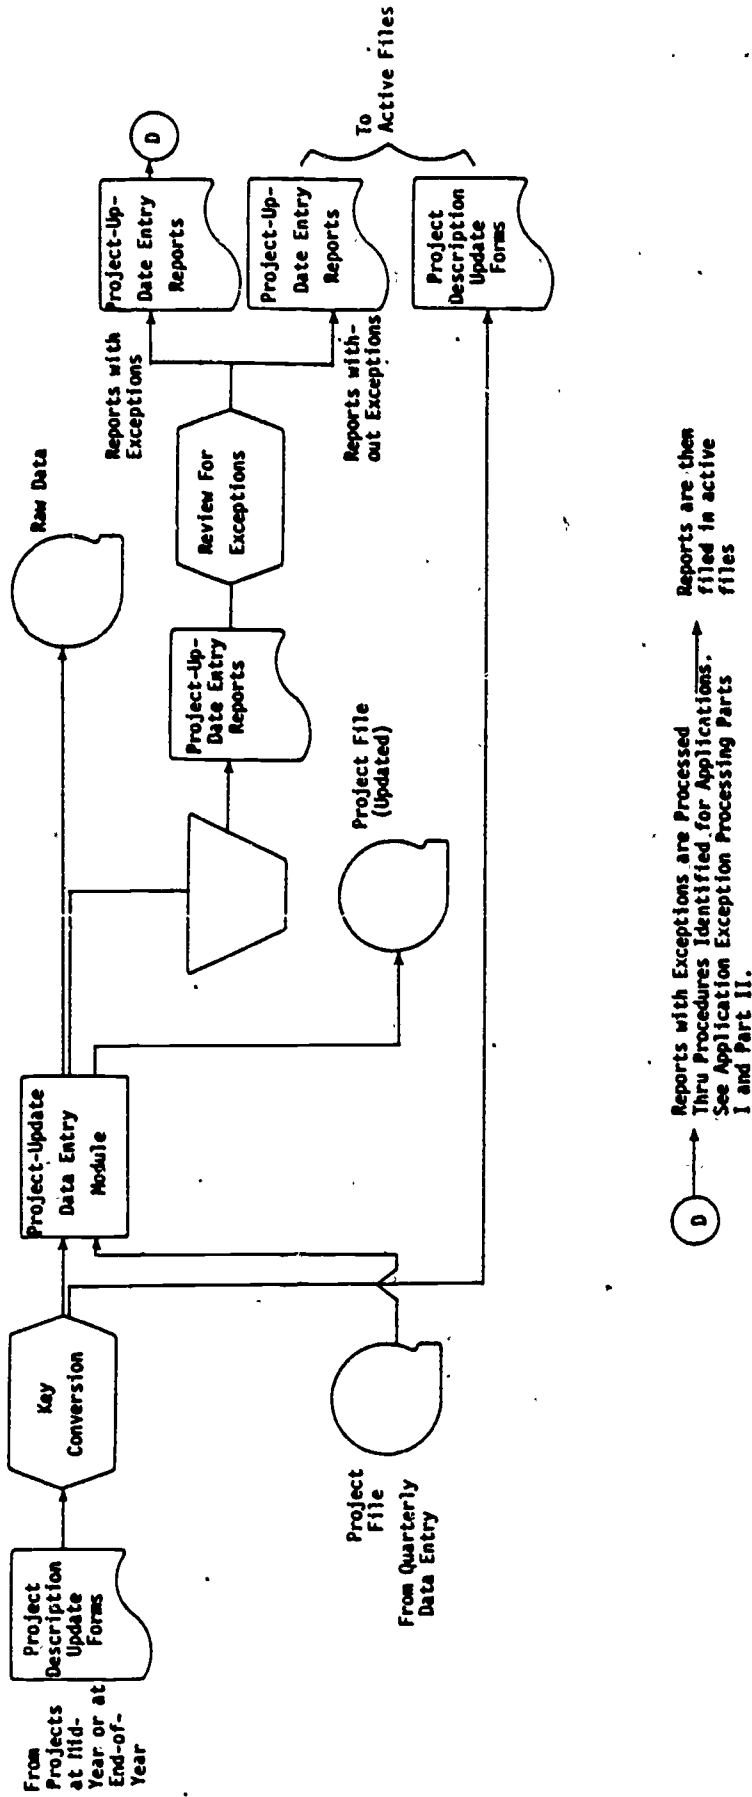 From
Projects
at Mid-
Year or at
End-of-
Year
Project
Description
Update
Forms
Key
Conversion
Project-Update
Data Entry
Module
Raw Data
Project
File
From Quarterly
Data Entry
Project File
(Updated)
Project-Up-
Date Entry
Reports
Review For
Exceptions
Reports with
Exceptions
Reports with-
out Exceptions
Project-Up-
Date Entry
Reports
D
Project-Up-
Date Entry
Reports
Project
Description
Update
Forms
To
Active Files
D
Reports with Exceptions are Processed
Thru Procedures Identified for Applications.
See Application Exception Processing Parts
I and Part II.
Reports are then
filed in active
files